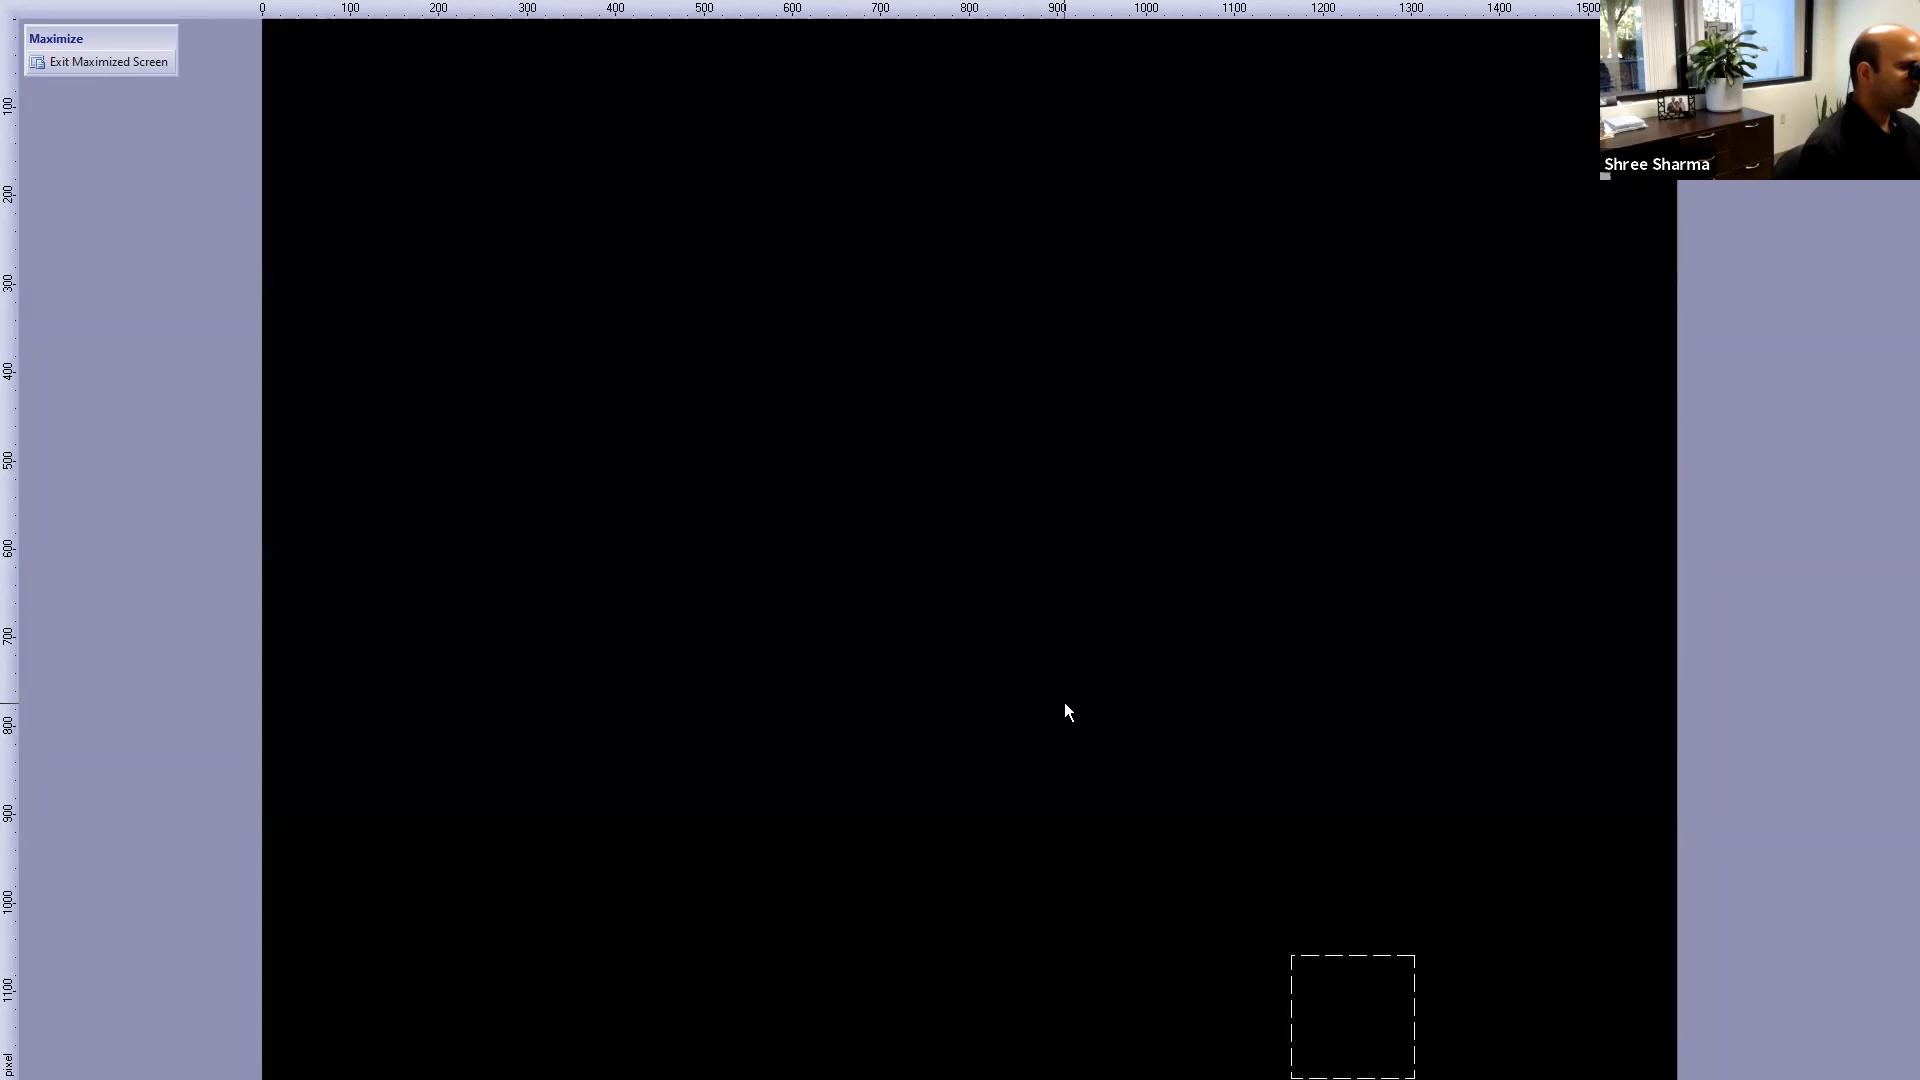 0 100 200 300 400 500 600 700 800 900 1000 1100 1200 1300 1400 1500
Maximize
Exit Maximized Screen
Shree Sharma
100
200
300
400
500
600
700
800
900
1000
1100
pixel